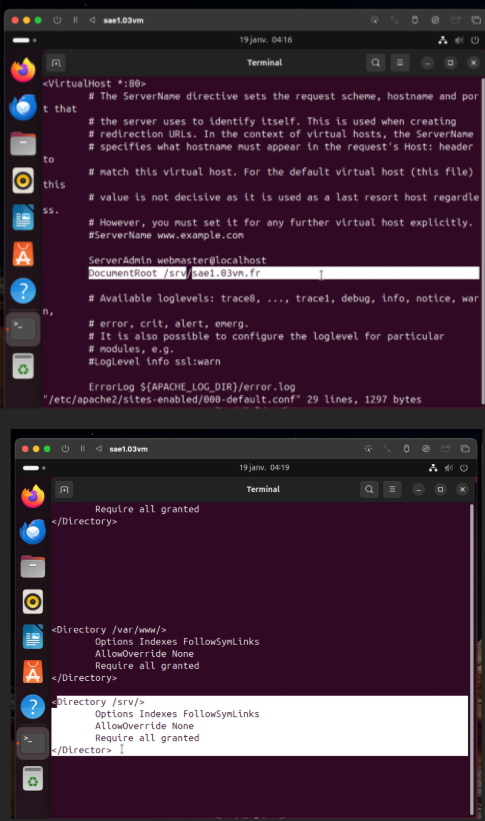 sae1.03vm
19 janv. 04:16
Terminal
<VirtualHost *:80>
# The ServerName directive sets the request scheme, hostname and por
t that
# the server uses to identify itself. This is used when creating
# redirection URLs. In the context of virtual hosts, the ServerName
# specifies what hostname must appear in the request's Host: header
to
# match this virtual host. For the default virtual host (this file)
this
# value is not decisive as it is used as a last resort host regardle
ss.
# However, you must set it for any further virtual host explicitly.
#ServerName www.example.com
ServerAdmin webmaster@localhost
DocumentRoot /srv/sae1.03vm.fr
# Available loglevels: trace8, ..., trace1, debug, info, notice, war
n,
# error, crit, alert, emerg.
# It is also possible to configure the loglevel for particular
# modules, e.g.
#LogLevel info ssl:warn
ErrorLog ${APACHE_LOG_DIR}/error.log
"/etc/apache2/sites-enabled/000-default.conf" 29 lines, 1297 bytes
sae1.03vm
19 janv. 04:19
Terminal
Require all granted
</Directory>
<Directory /var/www/>
Options Indexes FollowSymLinks
AllowOverride None
Require all granted
</Directory>
<Directory /srv/>
Options Indexes FollowSymLinks
AllowOverride None
Require all granted
</Director>